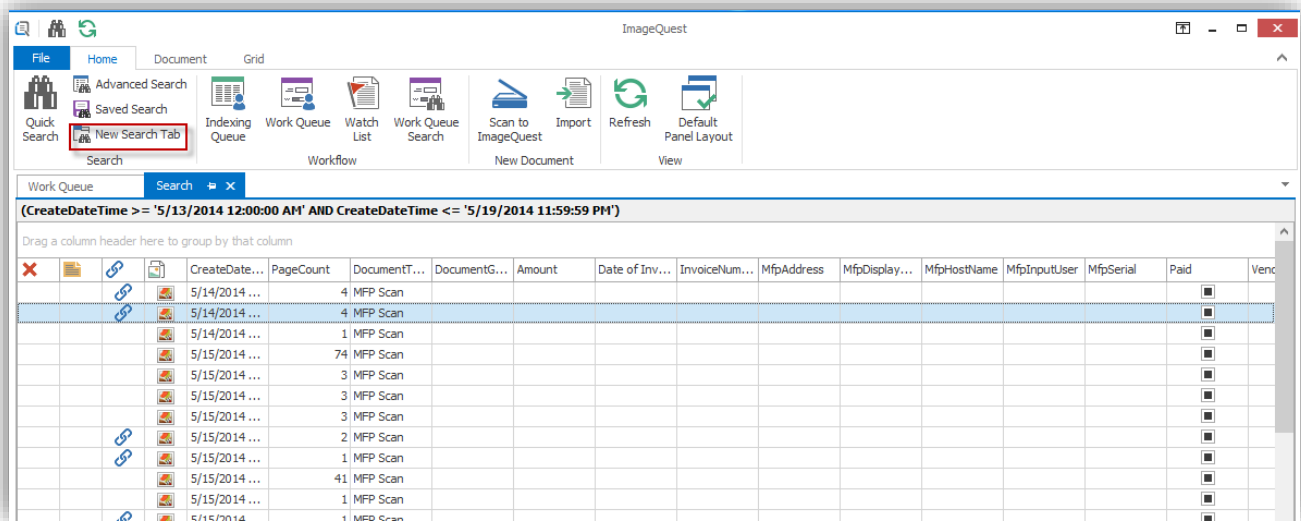 ImageQuest
File Home Document Grid
Quick Search
Advanced Search
Saved Search
New Search Tab
Indexing Queue
Work Queue
Watch List
Work Queue Search
Scan to ImageQuest
Import
Refresh
Default Panel Layout
Search Workflow New Document View
Work Queue Search
(CreateDateTime >= '5/13/2014 12:00:00 AM' AND CreateDateTime <= '5/19/2014 11:59:59 PM')
Drag a column header here to group by that column
CreateDate... PageCount DocumentT... DocumentG... Amount Date of Inv... InvoiceNum... MfpAddress MfpDisplay... MfpHostName MfpInputUser MfpSerial Paid Venc
5/14/2014 ... 4 MFP Scan
5/14/2014 ... 4 MFP Scan
5/14/2014 ... 1 MFP Scan
5/15/2014 ... 74 MFP Scan
5/15/2014 ... 3 MFP Scan
5/15/2014 ... 3 MFP Scan
5/15/2014 ... 3 MFP Scan
5/15/2014 ... 2 MFP Scan
5/15/2014 ... 1 MFP Scan
5/15/2014 ... 41 MFP Scan
5/15/2014 ... 1 MFP Scan
5/15/2014 ... 1 MFP Scan